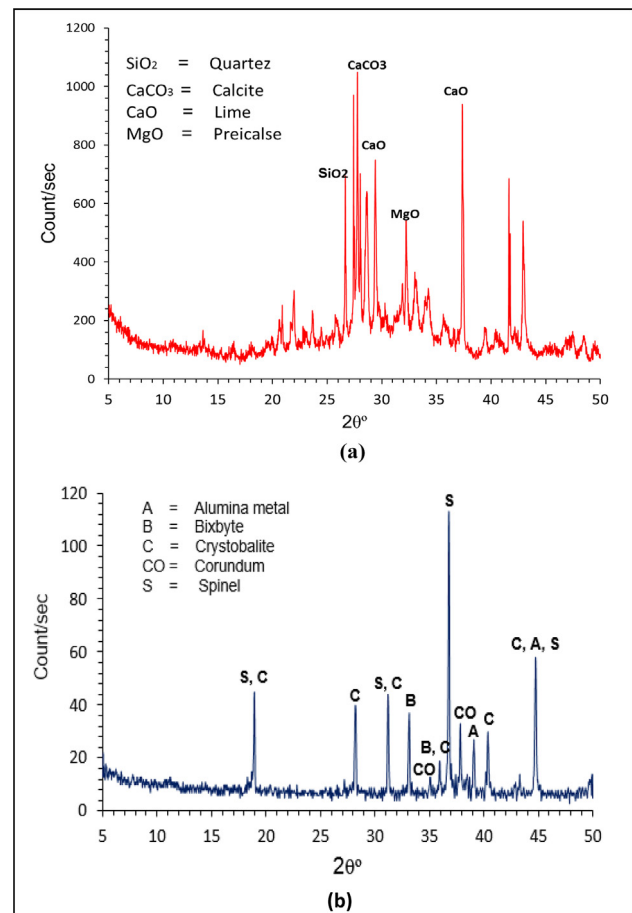 1200
1000
800
600
400
200
0
Count/sec
SiO₂ = Quartez
CaCO₃ = Calcite
CaO = Lime
MgO = Preicalse
CaCO3
CaO
CaO
SiO2
MgO
5 10 15 20 25 30 35 40 45 50
2θº
(a)
120
100
80
60
40
20
0
Count/sec
A = Alumina metal
B = Bixbyte
C = Crystobalite
CO = Corundum
S = Spinel
S
C, A, S
S, C
C
S, C
B
CO
C
A
B, C
CO
5 10 15 20 25 30 35 40 45 50
2θº
(b)